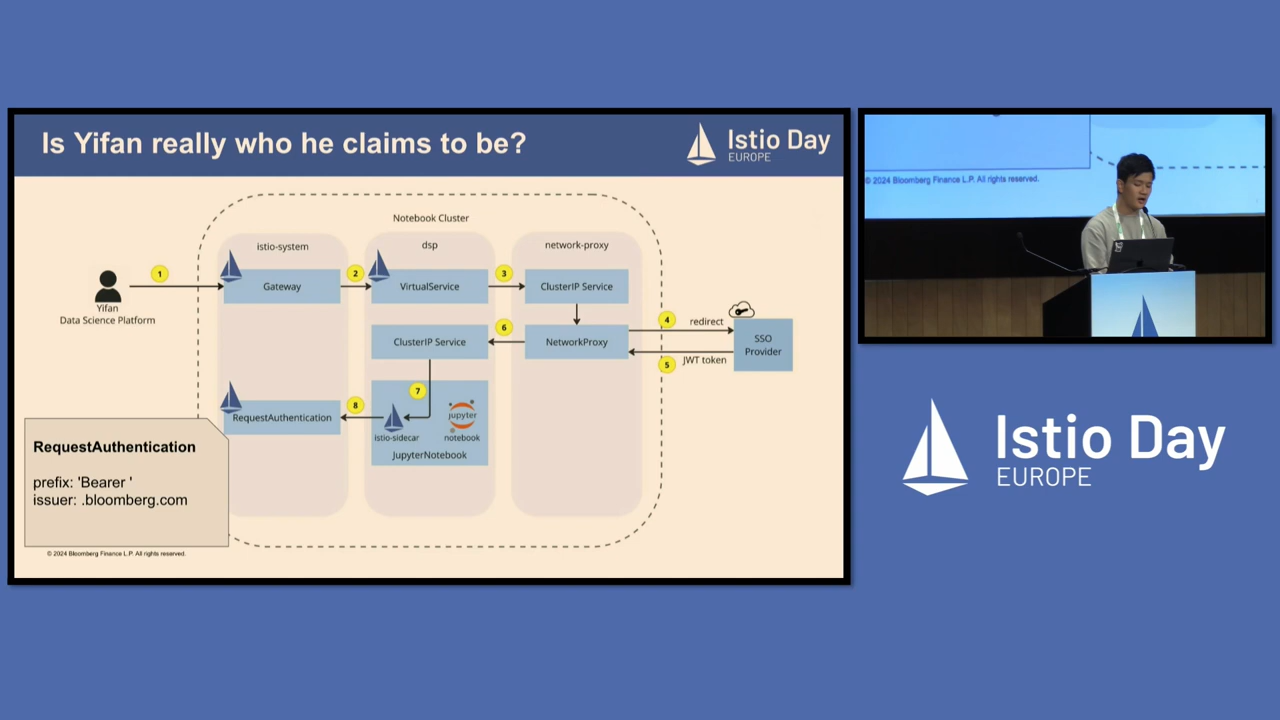 Is Yifan really who he claims to be?
Istio Day
EUROPE
Notebook Cluster
istio-system
dsp
network-proxy
1
2
3
Gateway
VirtualService
ClusterIP Service
Yifan
Data Science Platform
4
redirect
6
ClusterIP Service
NetworkProxy
SSO
Provider
5
JWT token
7
8
RequestAuthentication
jupyter
istio-sidecar
notebook
JupyterNotebook
RequestAuthentication
prefix: 'Bearer '
issuer: .bloomberg.com
© 2024 Bloomberg Finance L.P. All rights reserved.
© 2024 Bloomberg Finance L.P. All rights reserved.
Istio Day
EUROPE